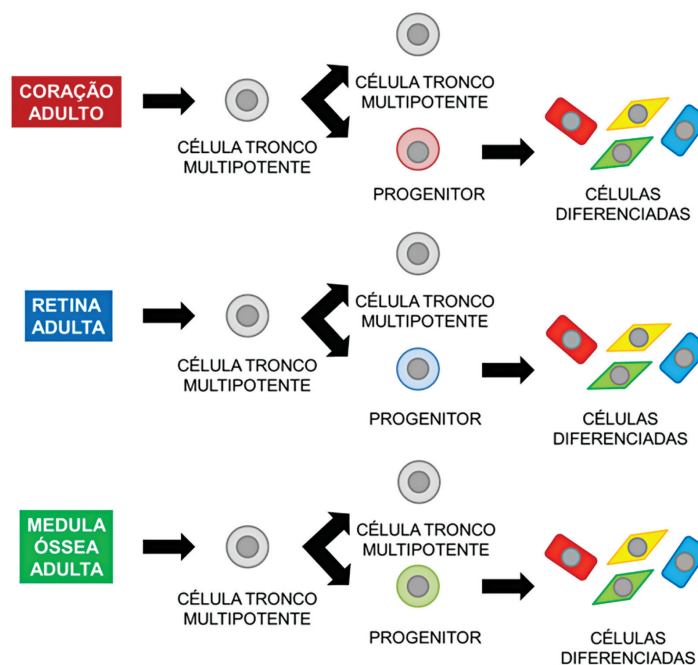 CÉLULA TRONCO
MULTIPOTENTE
CORAÇÃO
ADULTO
CÉLULA TRONCO
MULTIPOTENTE
PROGENITOR
CÉLULAS
DIFERENCIADAS
CÉLULA TRONCO
MULTIPOTENTE
RETINA
ADULTA
CÉLULA TRONCO
MULTIPOTENTE
PROGENITOR
CÉLULAS
DIFERENCIADAS
CÉLULA TRONCO
MULTIPOTENTE
MEDULA
ÓSSEA
ADULTA
CÉLULA TRONCO
MULTIPOTENTE
PROGENITOR
CÉLULAS
DIFERENCIADAS